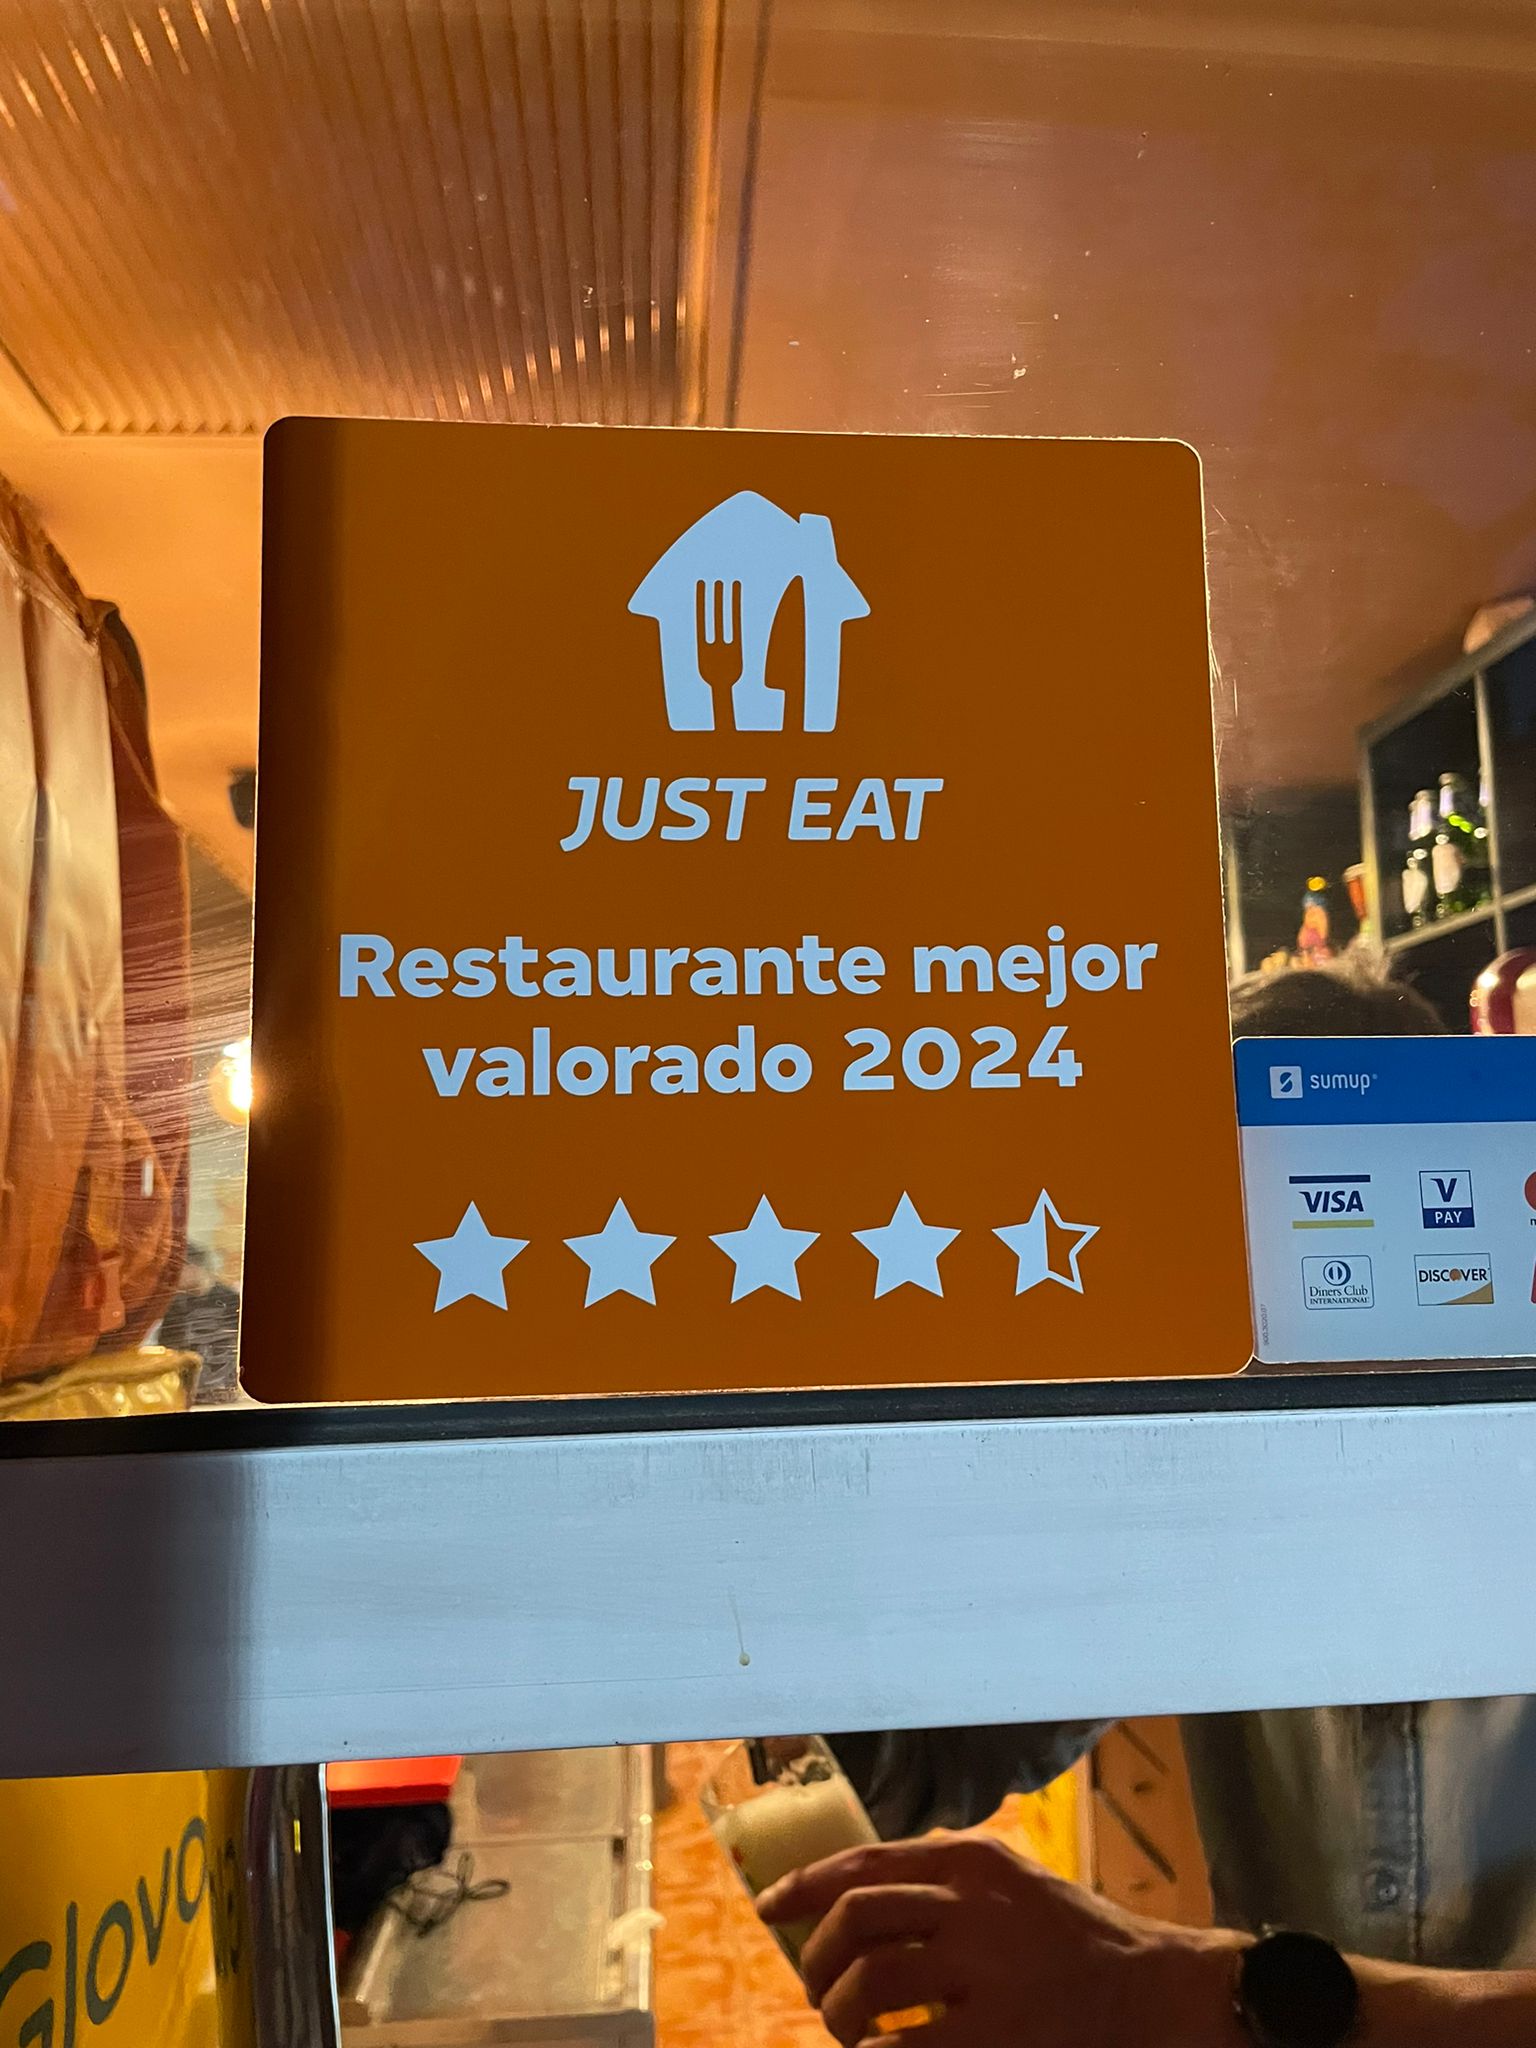 JUST EAT
Restaurante mejor
valorado 2024
sumup
VISA
V
PAY
Diners Club
INTERNATIONAL
DISCOVER
Glovo